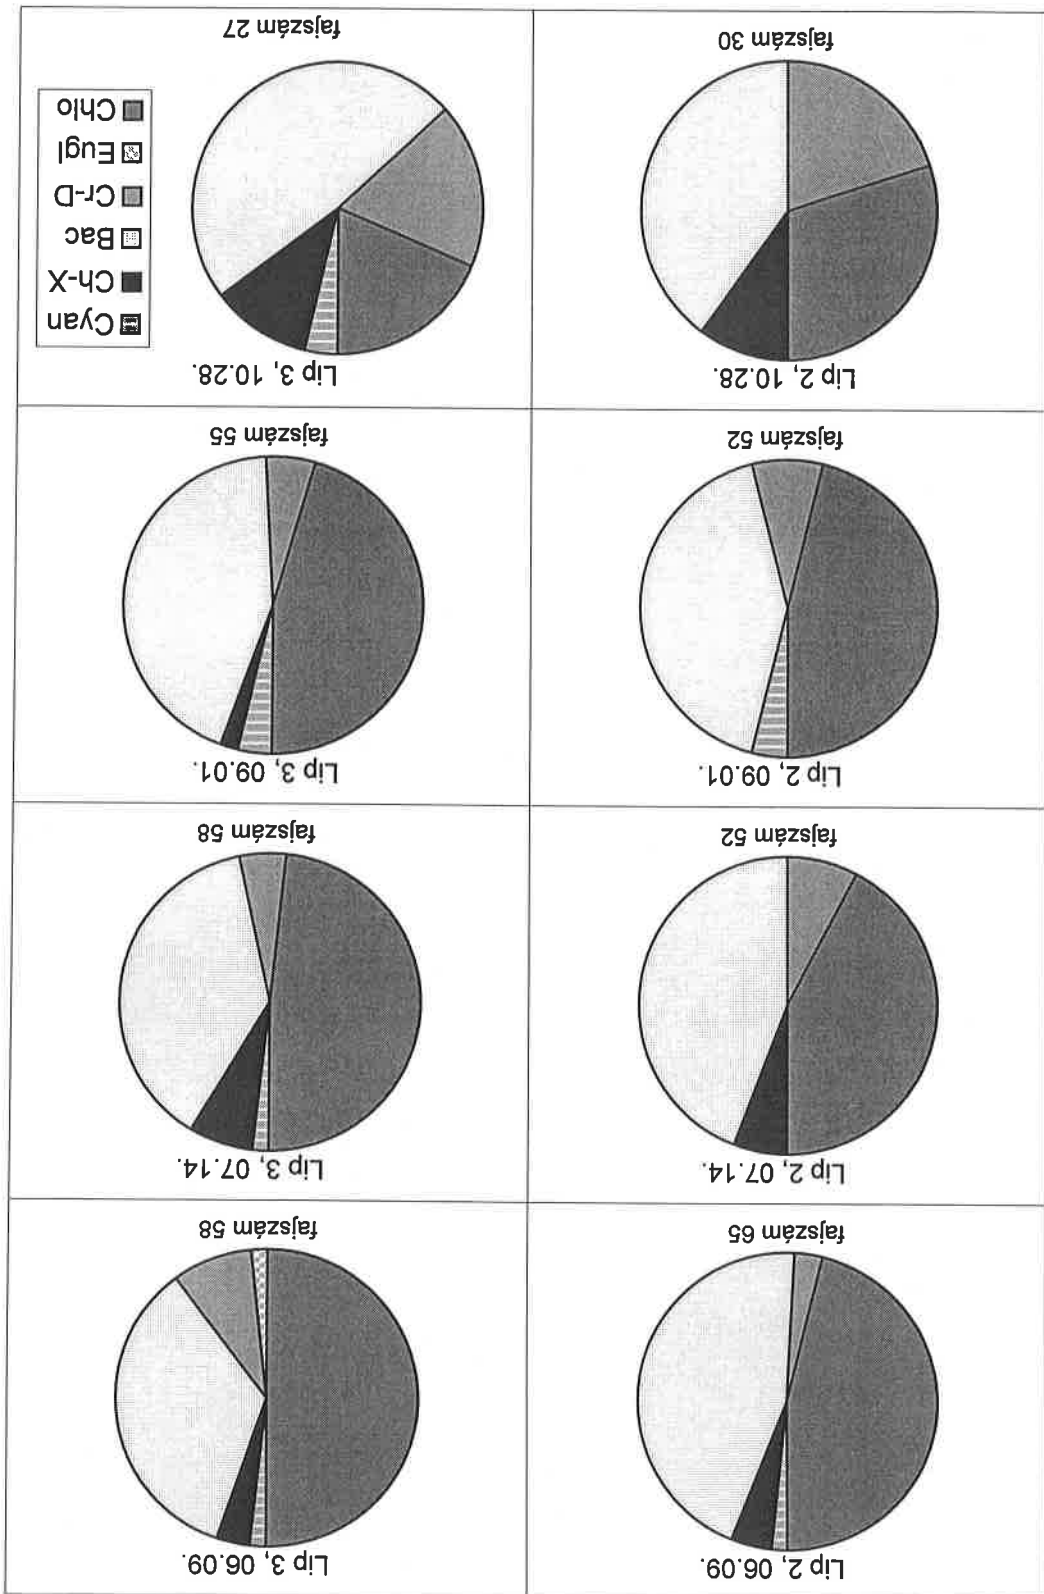 Lip 2, 06.09.
fajszám 65
Lip 3, 06.09.
fajszám 58
Lip 2, 07.14.
fajszám 52
Lip 3, 07.14.
fajszám 58
Lip 2, 09.01.
fajszám 52
Lip 3, 09.01.
fajszám 55
Lip 2, 10.28.
fajszám 30
Lip 3, 10.28.
fajszám 27
Cyan
Ch-X
Bac
Cr-D
Eugl
Chlo